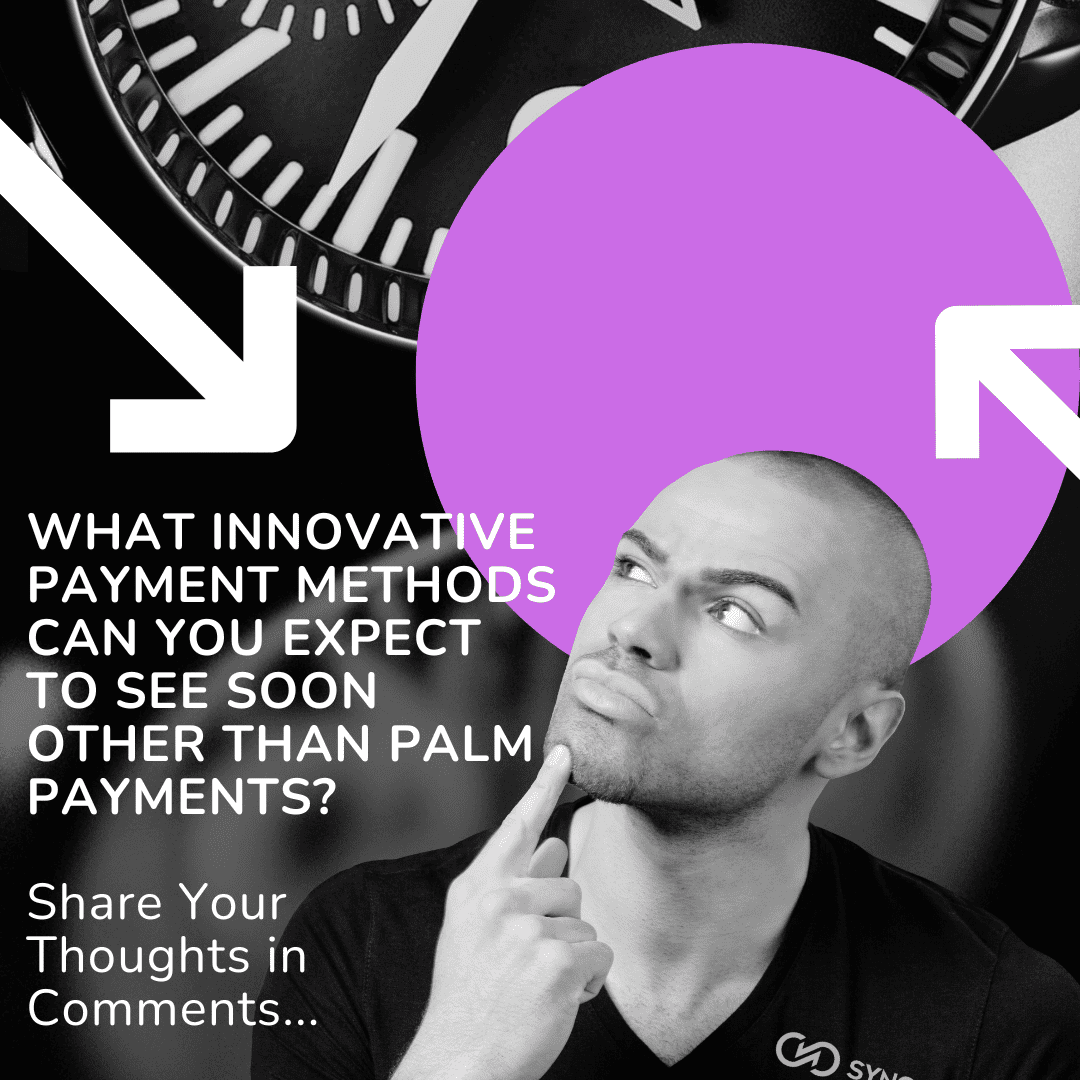 WHAT INNOVATIVE
PAYMENT METHODS
CAN YOU EXPECT
TO SEE SOON
OTHER THAN PALM
PAYMENTS?
Share Your
Thoughts in
Comments...